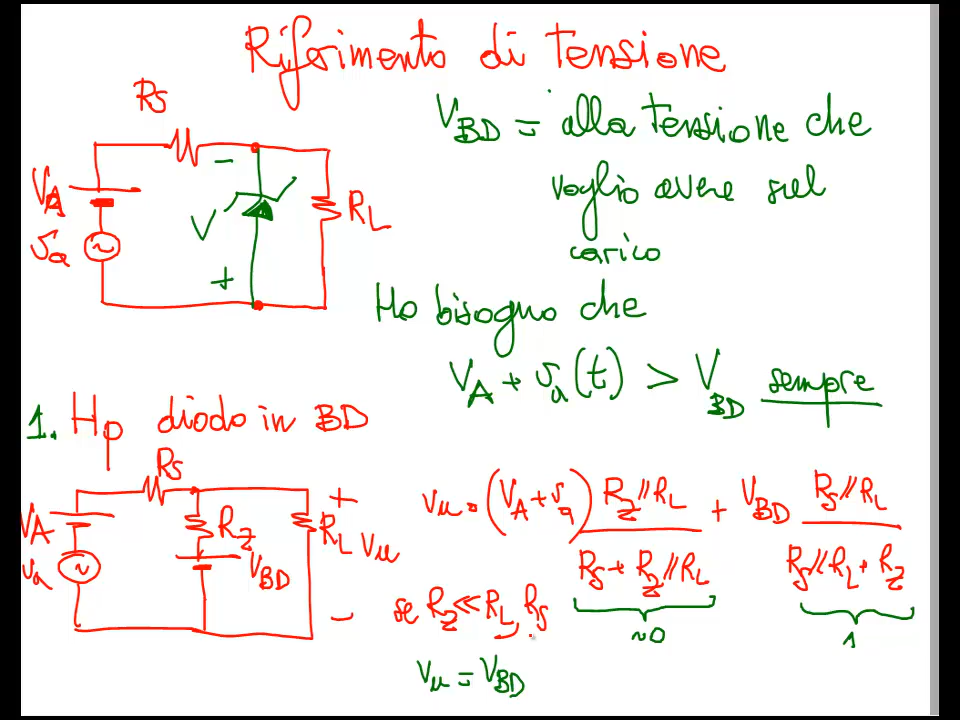 Riferimento di tensione
RS
VA
va
-
V
+
RL
VBD = alla tensione che
voglio avere sul
carico
Ho bisogno che
VA + va(t) > VBD sempre
1. Hp diodo in BD
RS
VA
va
RZ
VBD
+
RL Vu
-
Vu = (VA + va) RZ//RL / (RS + RZ//RL) + VBD RS//RL / (RS//RL + RZ)
se RZ << RL, RS
~0
1
Vu = VBD